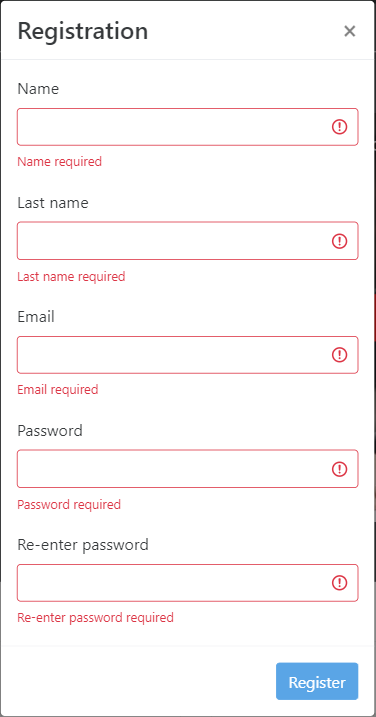 Registration ×
Name
Name required
Last name
Last name required
Email
Email required
Password
Password required
Re-enter password
Re-enter password required
Register